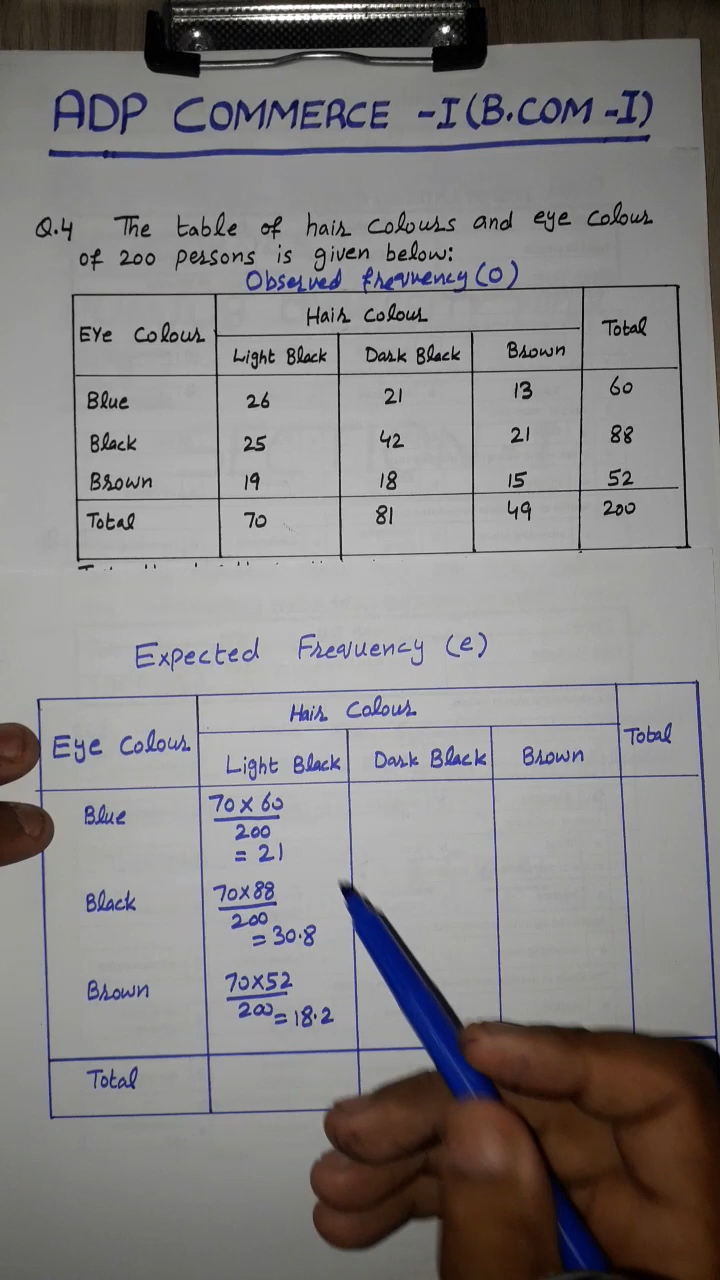 ADP COMMERCE -I (B.COM -I)
Q.4 The table of hair colours and eye colour
of 200 persons is given below:
Observed frequency (O)
Eye Colour Hair Colour Total
Light Black Dark Black Brown
Blue 26 21 13 60
Black 25 42 21 88
Brown 19 18 15 52
Total 70 81 49 200
Expected Frequency (e)
Eye Colour Hair Colour Total
Light Black Dark Black Brown
Blue 70 x 60
200
= 21
Black 70x88
200
= 30.8
Brown 70x52
200 = 18.2
Total